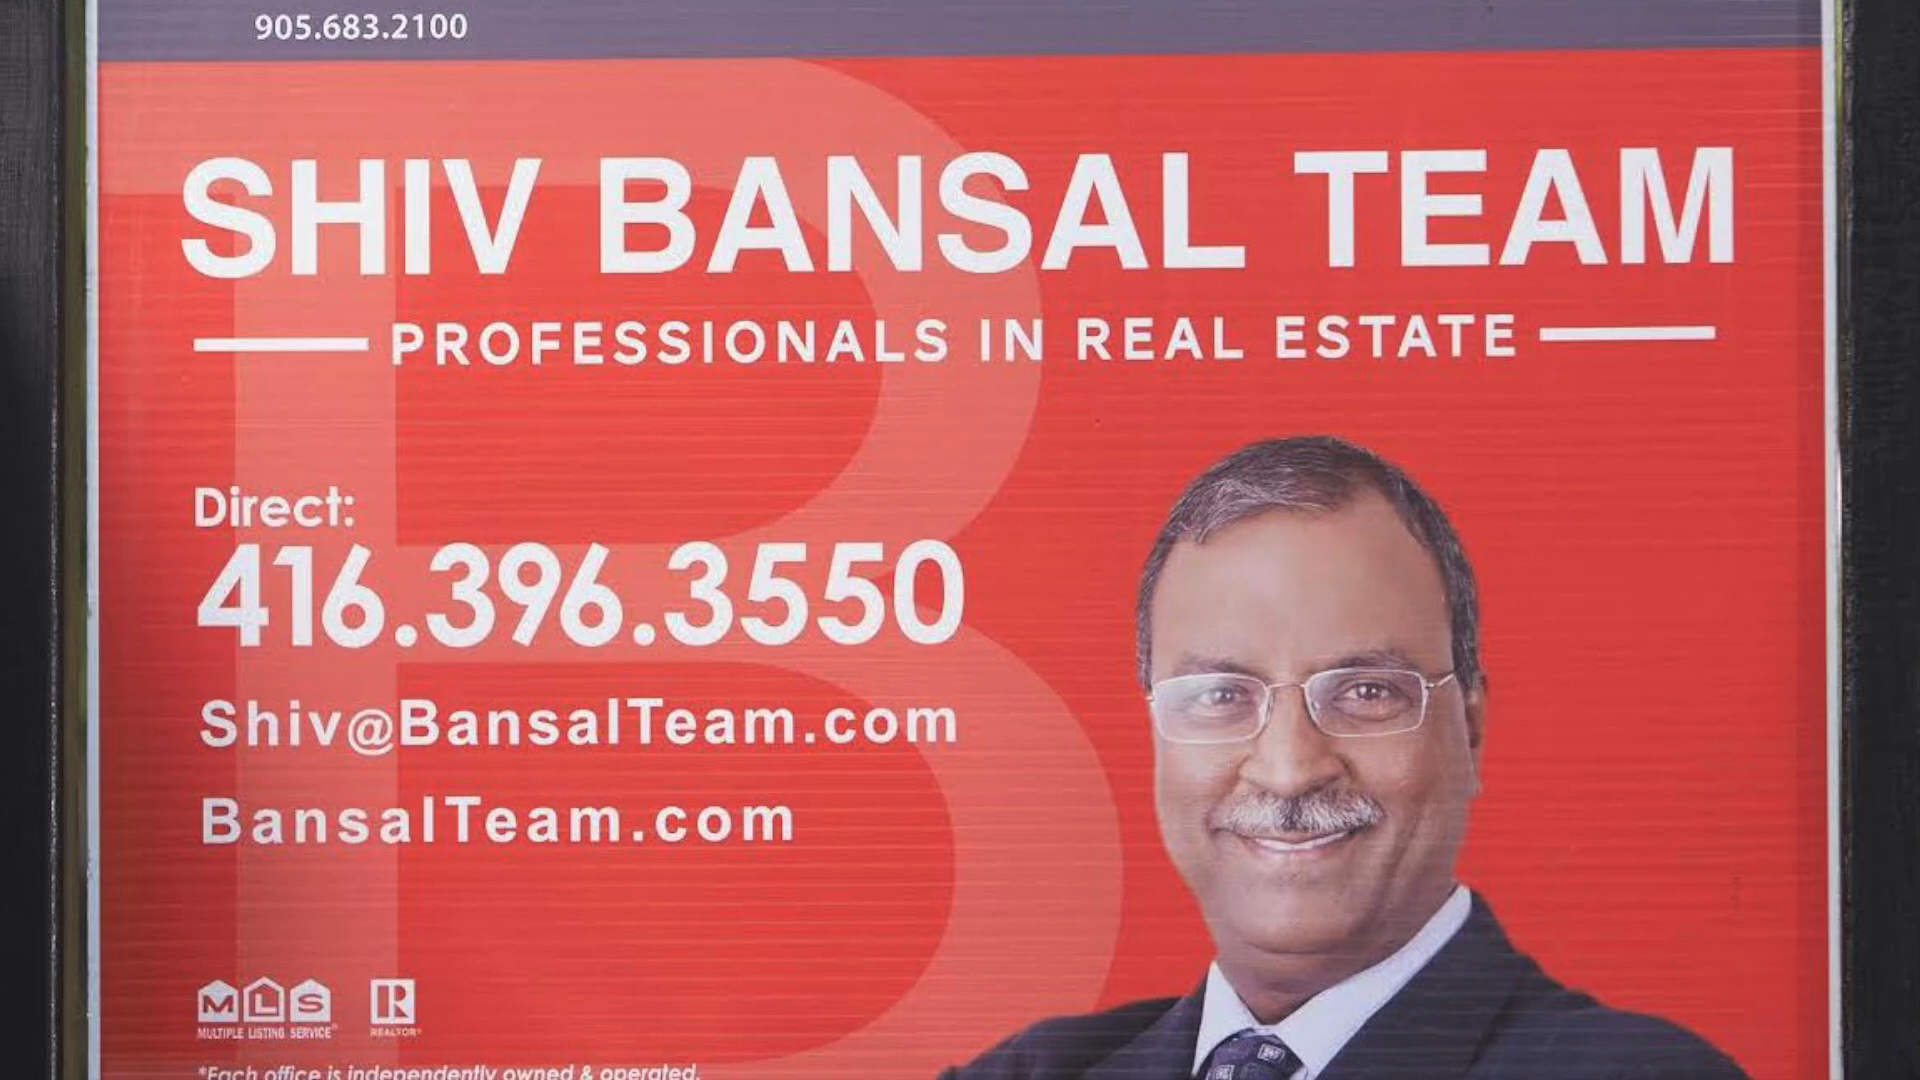 905.683.2100
SHIV BANSAL TEAM
PROFESSIONALS IN REAL ESTATE
Direct:
416.396.3550
Shiv@BansalTeam.com
BansalTeam.com
MLS R
MULTIPLE LISTING SERVICE® REALTOR®
*Each office is independently owned & operated.